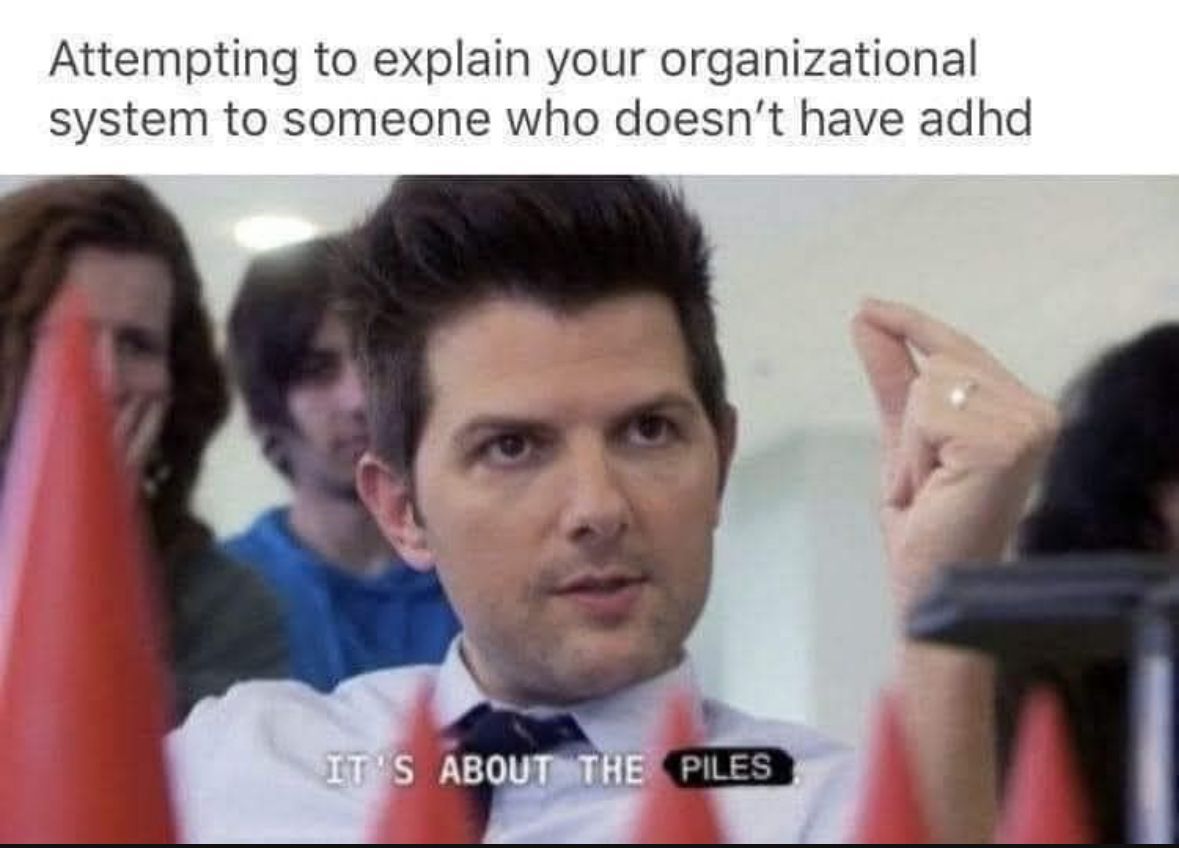 Attempting to explain your organizational
system to someone who doesn't have adhd
IT'S ABOUT THE PILES.